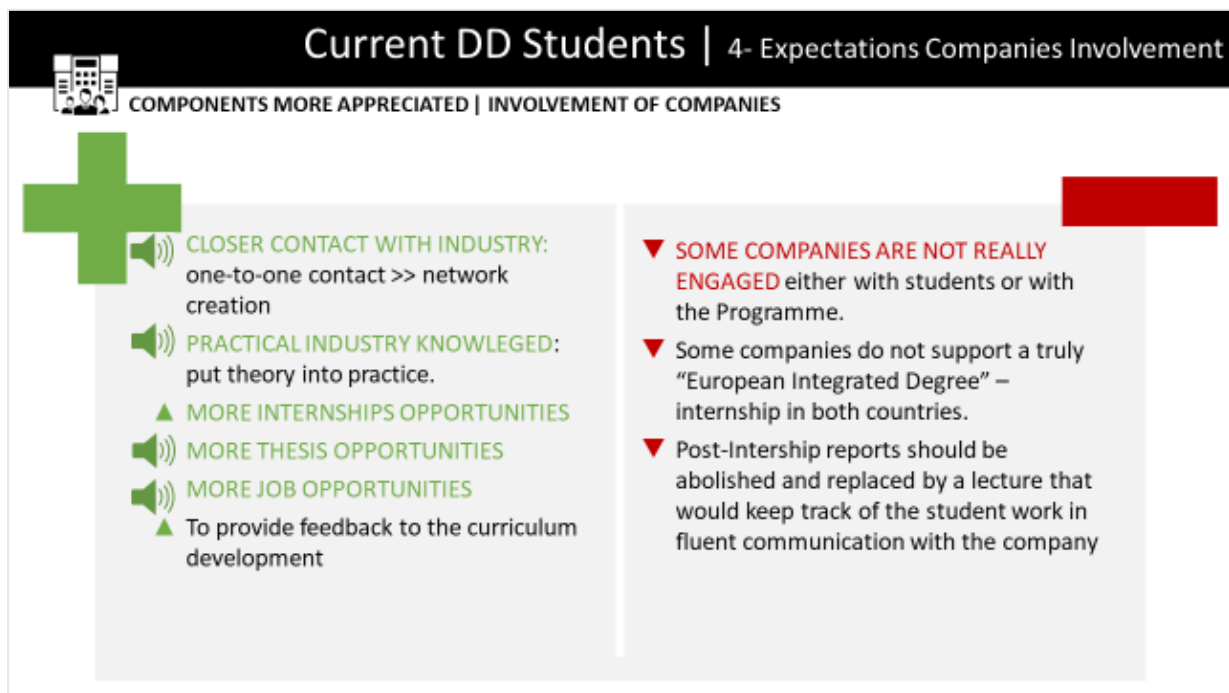 Current DD Students | 4- Expectations Companies Involvement
COMPONENTS MORE APPRECIATED | INVOLVEMENT OF COMPANIES
CLOSER CONTACT WITH INDUSTRY:
one-to-one contact >> network
creation
PRACTICAL INDUSTRY KNOWLEGED:
put theory into practice.
MORE INTERNSHIPS OPPORTUNITIES
MORE THESIS OPPORTUNITIES
MORE JOB OPPORTUNITIES
To provide feedback to the curriculum
development
SOME COMPANIES ARE NOT REALLY
ENGAGED either with students or with
the Programme.
Some companies do not support a truly
“European Integrated Degree” –
internship in both countries.
Post-Intership reports should be
abolished and replaced by a lecture that
would keep track of the student work in
fluent communication with the company